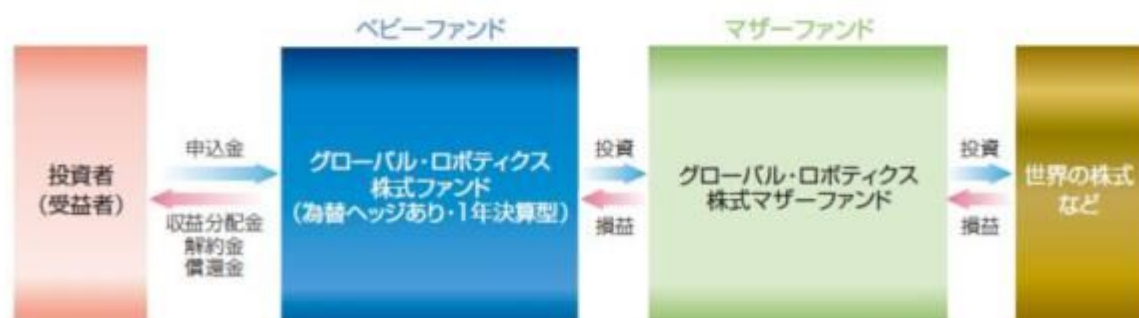 ベビーファンド
マザーファンド
投資者
(受益者)
申込金
収益分配金
解約金
償還金
グローバル・ロボティクス
株式ファンド
(為替ヘッジあり・1年決算型)
投資
損益
グローバル・ロボティクス
株式マザーファンド
投資
損益
世界の株式
など